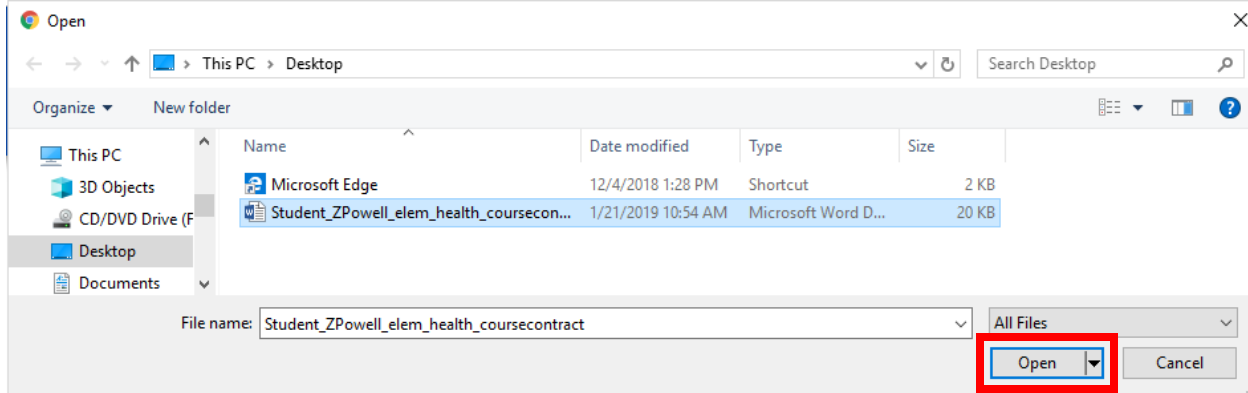 Open
This PC > Desktop
Search Desktop
Organize
New folder
?
Name
Date modified
Type
Size
This PC
3D Objects
CD/DVD Drive (F
Desktop
Documents
Microsoft Edge 12/4/2018 1:28 PM Shortcut 2 KB
Student_ZPowell_elem_health_coursecon... 1/21/2019 10:54 AM Microsoft Word D... 20 KB
File name: Student_ZPowell_elem_health_coursecontract
All Files
Open
Cancel